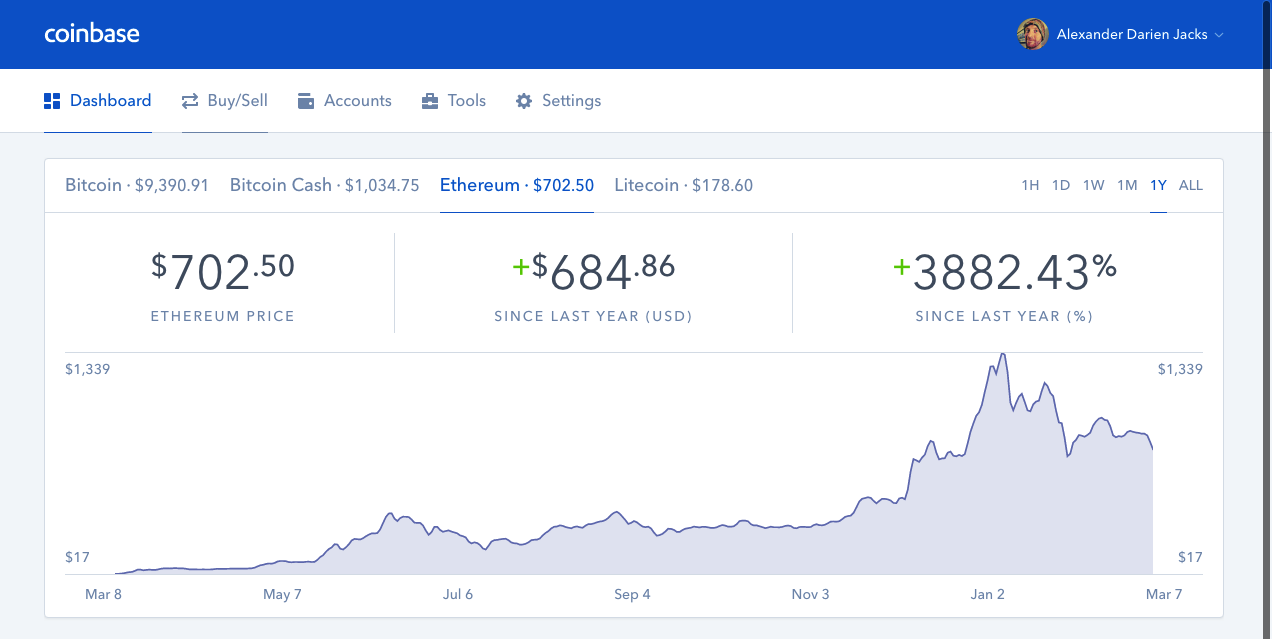 coinbase
Alexander Darien Jacks
Dashboard Buy/Sell Accounts Tools Settings
Bitcoin · $9,390.91 Bitcoin Cash · $1,034.75 Ethereum · $702.50 Litecoin · $178.60 1H 1D 1W 1M 1Y ALL
$702.50 +$684.86 +3882.43%
ETHEREUM PRICE SINCE LAST YEAR (USD) SINCE LAST YEAR (%)
$1,339 $1,339
$17 $17
Mar 8 May 7 Jul 6 Sep 4 Nov 3 Jan 2 Mar 7